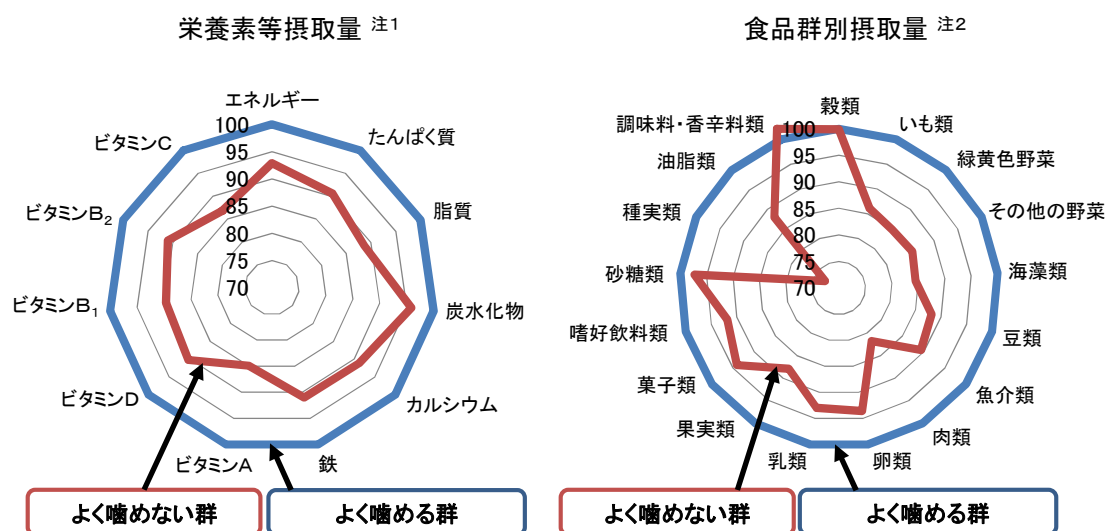 栄養素等摂取量 注1
エネルギー
たんぱく質
脂質
炭水化物
カルシウム
鉄
ビタミンA
ビタミンD
ビタミンB₁
ビタミンB₂
ビタミンC
100
95
90
85
80
75
70
よく噛めない群
よく噛める群
食品群別摂取量 注2
穀類
いも類
緑黄色野菜
その他の野菜
海藻類
豆類
魚介類
肉類
卵類
乳類
果実類
菓子類
嗜好飲料類
砂糖類
種実類
油脂類
調味料・香辛料類
100
95
90
85
80
75
70
よく噛めない群
よく噛める群